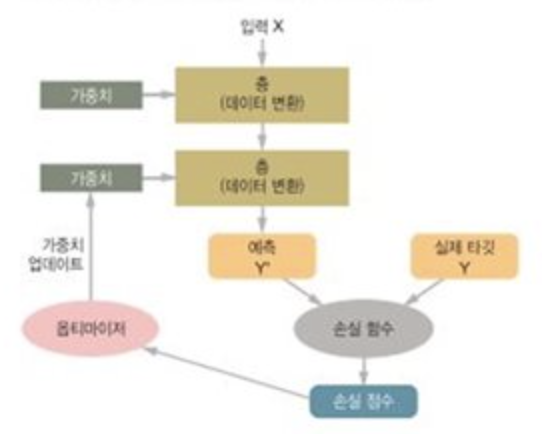 입력 X
가중치
층
(데이터 변환)
가중치
층
(데이터 변환)
가중치
업데이트
예측
Y'
실제 타깃
Y
옵티마이저
손실 함수
손실 점수